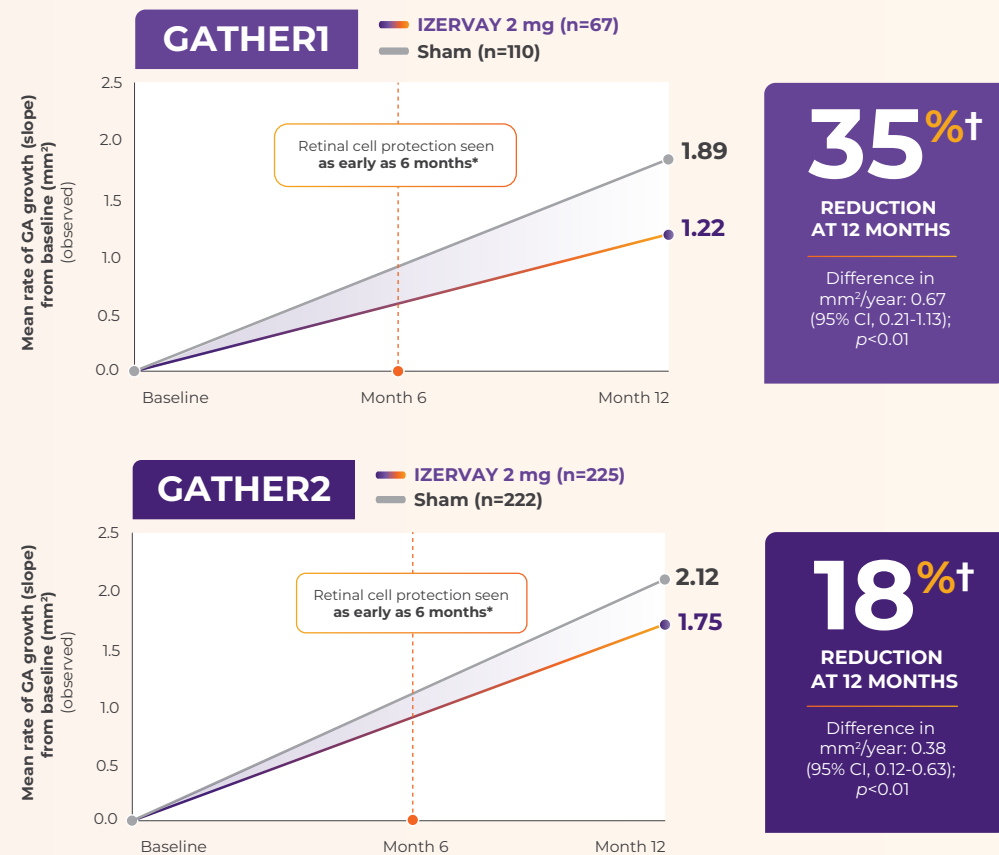 GATHER1
IZERVAY 2 mg (n=67)
Sham (n=110)
Mean rate of GA growth (slope)
from baseline (mm²)
(observed)
2.5
2.0
1.5
1.0
0.5
0.0
Retinal cell protection seen
as early as 6 months*
1.89
1.22
Baseline
Month 6
Month 12
35%†
REDUCTION
AT 12 MONTHS
Difference in
mm²/year: 0.67
(95% CI, 0.21-1.13);
p<0.01
GATHER2
IZERVAY 2 mg (n=225)
Sham (n=222)
Mean rate of GA growth (slope)
from baseline (mm²)
(observed)
2.5
2.0
1.5
1.0
0.5
0.0
Retinal cell protection seen
as early as 6 months*
2.12
1.75
Baseline
Month 6
Month 12
18%†
REDUCTION
AT 12 MONTHS
Difference in
mm²/year: 0.38
(95% CI, 0.12-0.63);
p<0.01